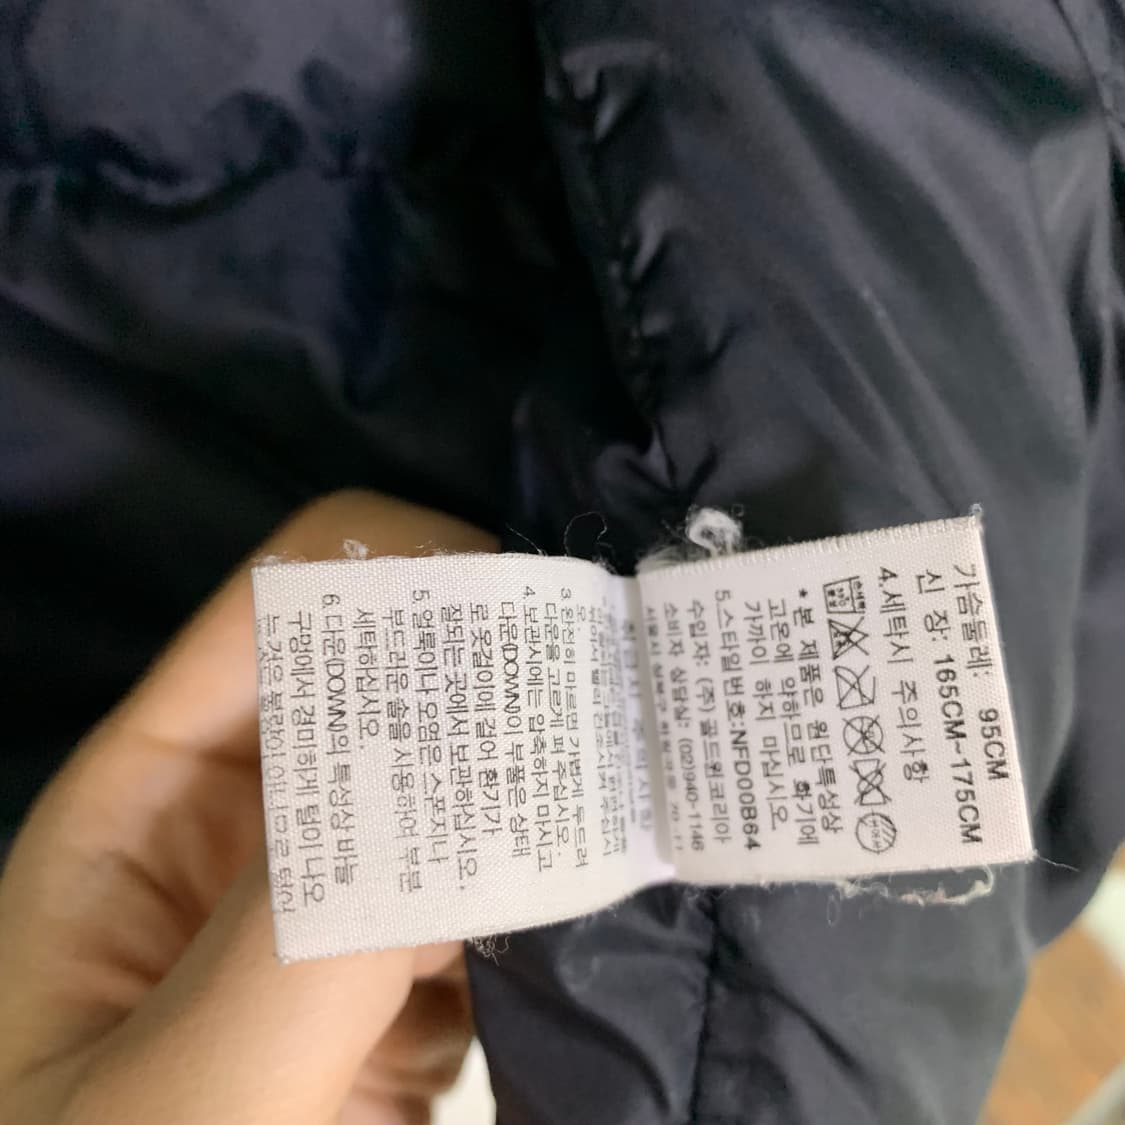 가슴둘레: 95CM
신 장: 165CM~175CM
4.세탁시 주의사항
* 본 제품은 원단특성상
고온에 약하므로 화기에
가까이 하지 마십시오
5.스타일번호:NFD00B64
수입자: (주)골드윈코리아
소비자 상담실: (02)940-1146
3.완전히 마르면 가볍게 두드려
다운을 고르게 펴 주십시오.
4.보관시에는 압축하지 마시고
다운(DOWN)이 부풀은 상태
로 옷걸이에 걸어 환기가
잘되는 곳에서 보관하십시오.
5.얼룩이나 오염은 스폰지나
부드러운 솔을 사용하여 부분
세탁하십시오.
6.다운(DOWN)의 특성상 바늘
구멍에서 경미하게 털이 나오